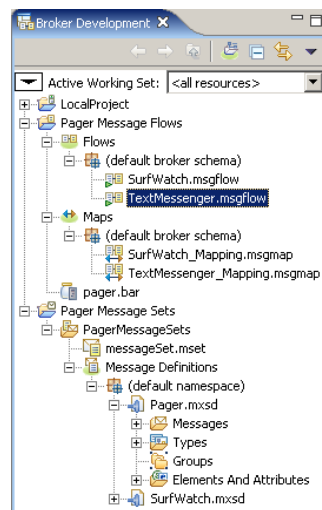 Broker Development
Active Working Set: <all resources>
LocalProject
Pager Message Flows
Flows
(default broker schema)
SurfWatch.msgflow
TextMessenger.msgflow
Maps
(default broker schema)
SurfWatch_Mapping.msgmap
TextMessenger_Mapping.msgmap
pager.bar
Pager Message Sets
PagerMessageSets
messageSet.mset
Message Definitions
(default namespace)
Pager.mxsd
Messages
Types
Groups
Elements And Attributes
SurfWatch.mxsd